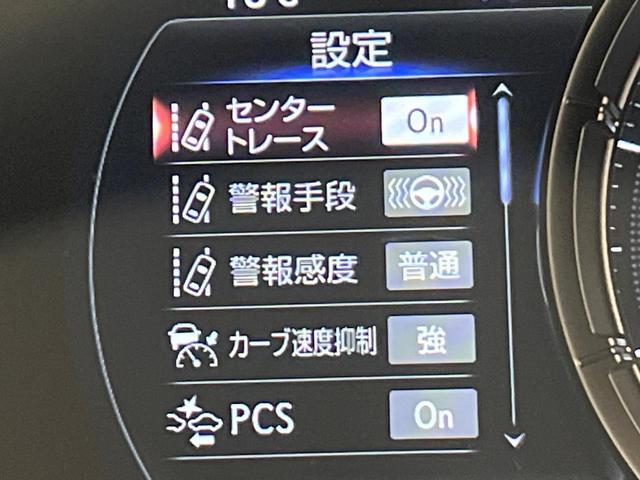 設定
センター
トレース On
警報手段
警報感度 普通
カーブ速度抑制 強
PCS On